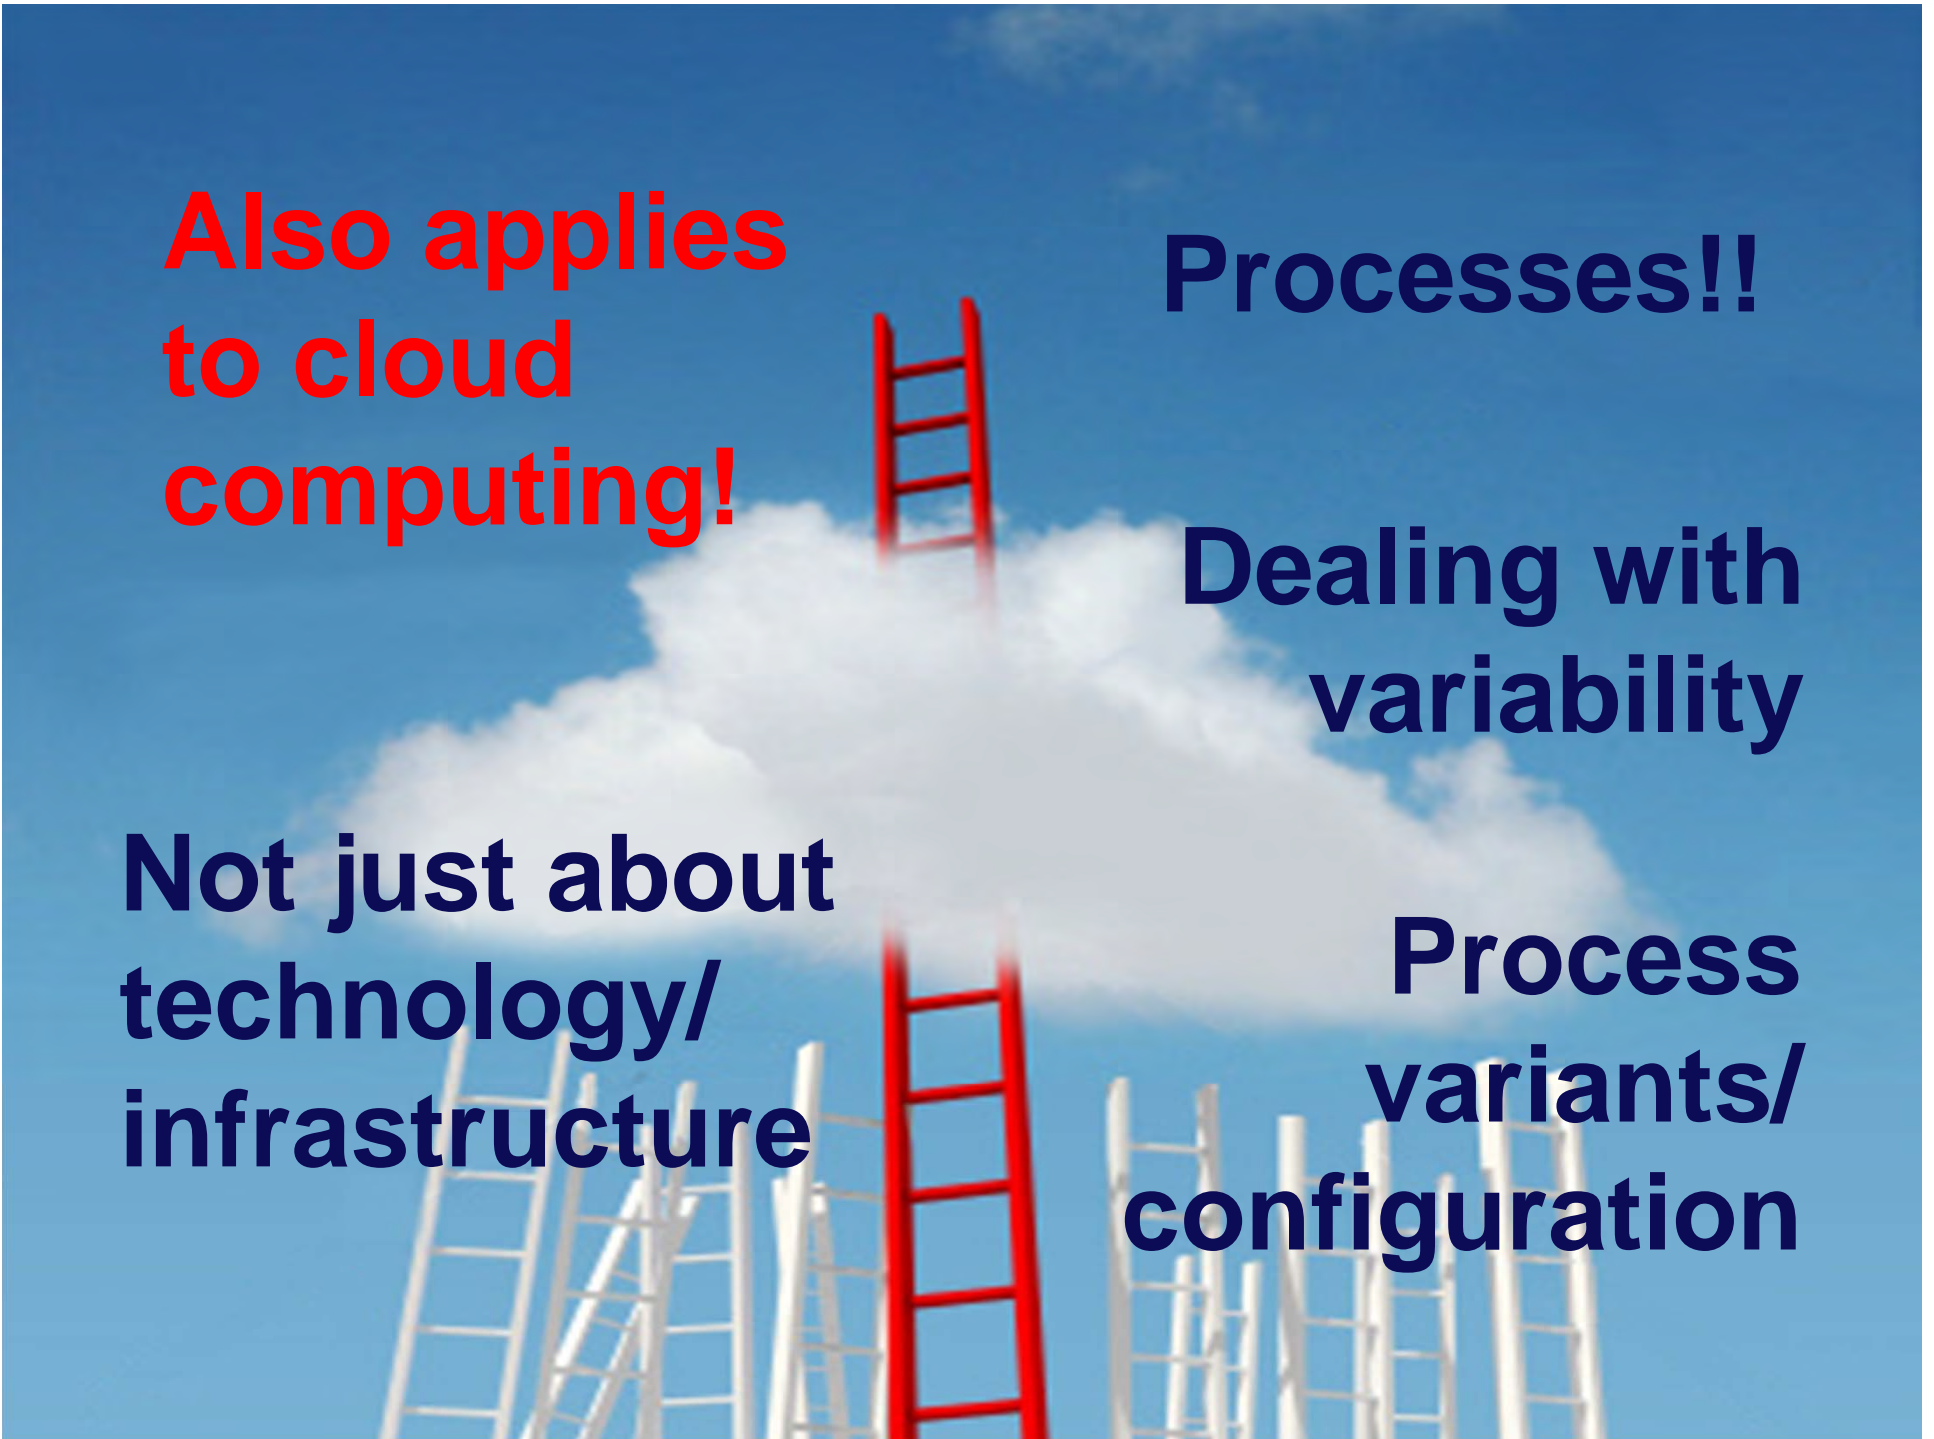 Also applies
to cloud
computing!
Processes!!
Dealing with
variability
Not just about
technology/
infrastructure
Process
variants/
configuration